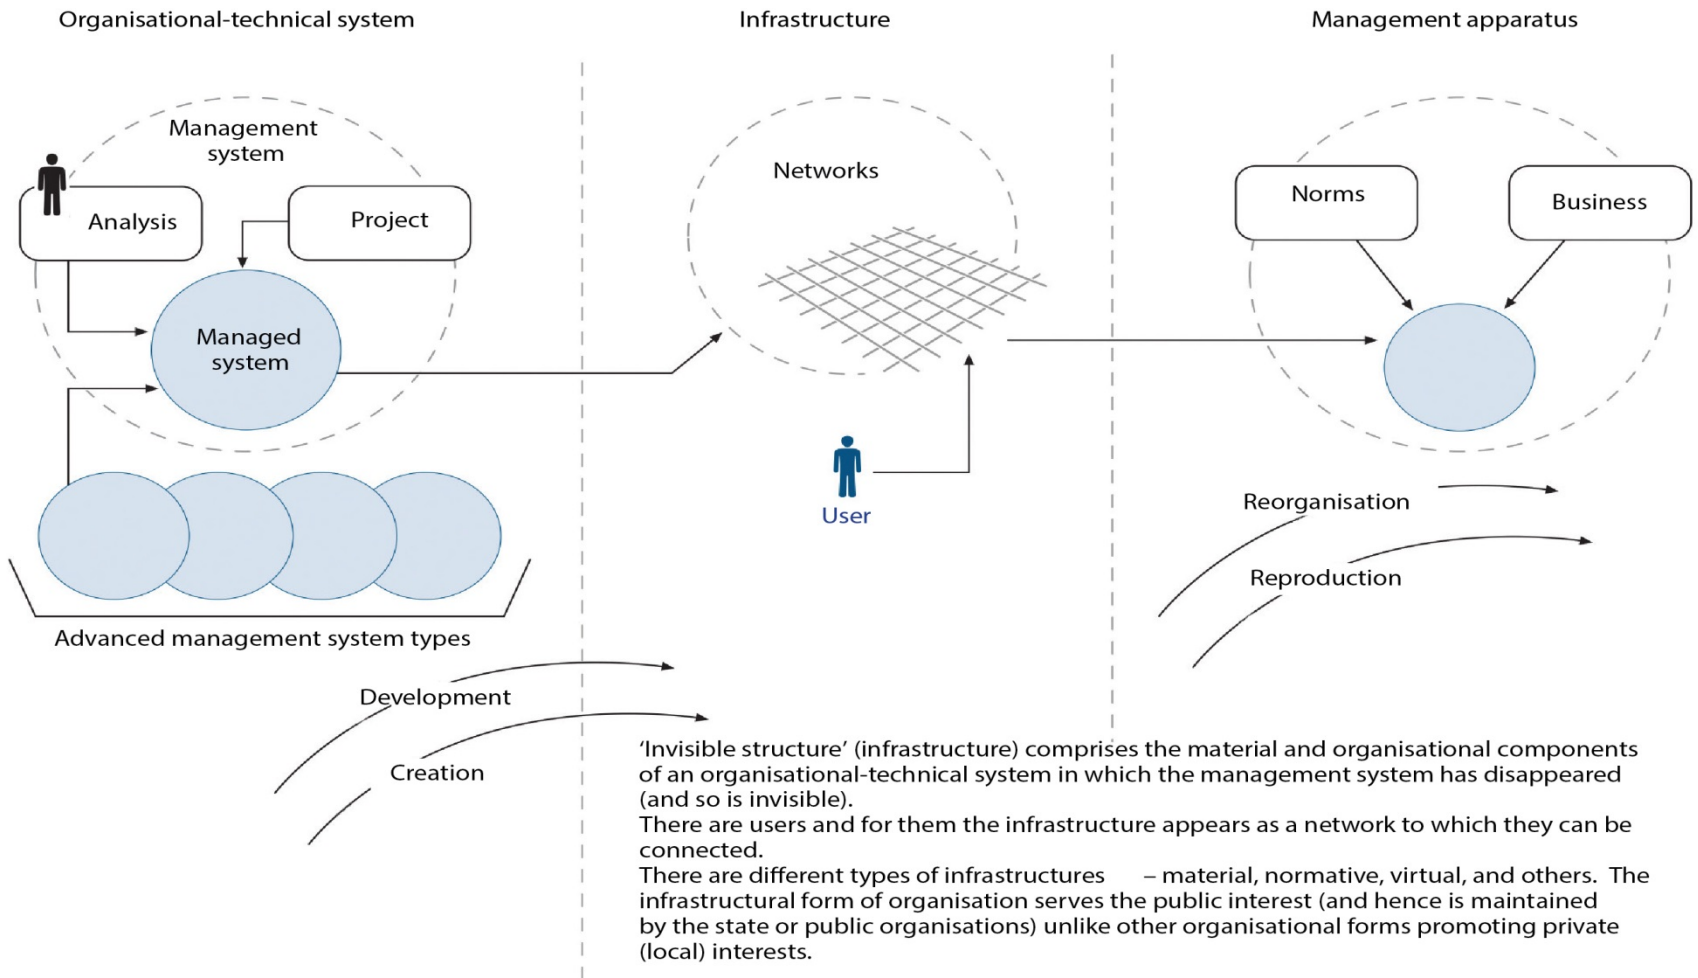 Organisational-technical system
Infrastructure
Management apparatus
Management
system
Analysis
Project
Managed
system
Advanced management system types
Development
Creation
Networks
User
Norms
Business
Reorganisation
Reproduction
‘Invisible structure’ (infrastructure) comprises the material and organisational components
of an organisational-technical system in which the management system has disappeared
(and so is invisible).
There are users and for them the infrastructure appears as a network to which they can be
connected.
There are different types of infrastructures – material, normative, virtual, and others. The
infrastructural form of organisation serves the public interest (and hence is maintained
by the state or public organisations) unlike other organisational forms promoting private
(local) interests.